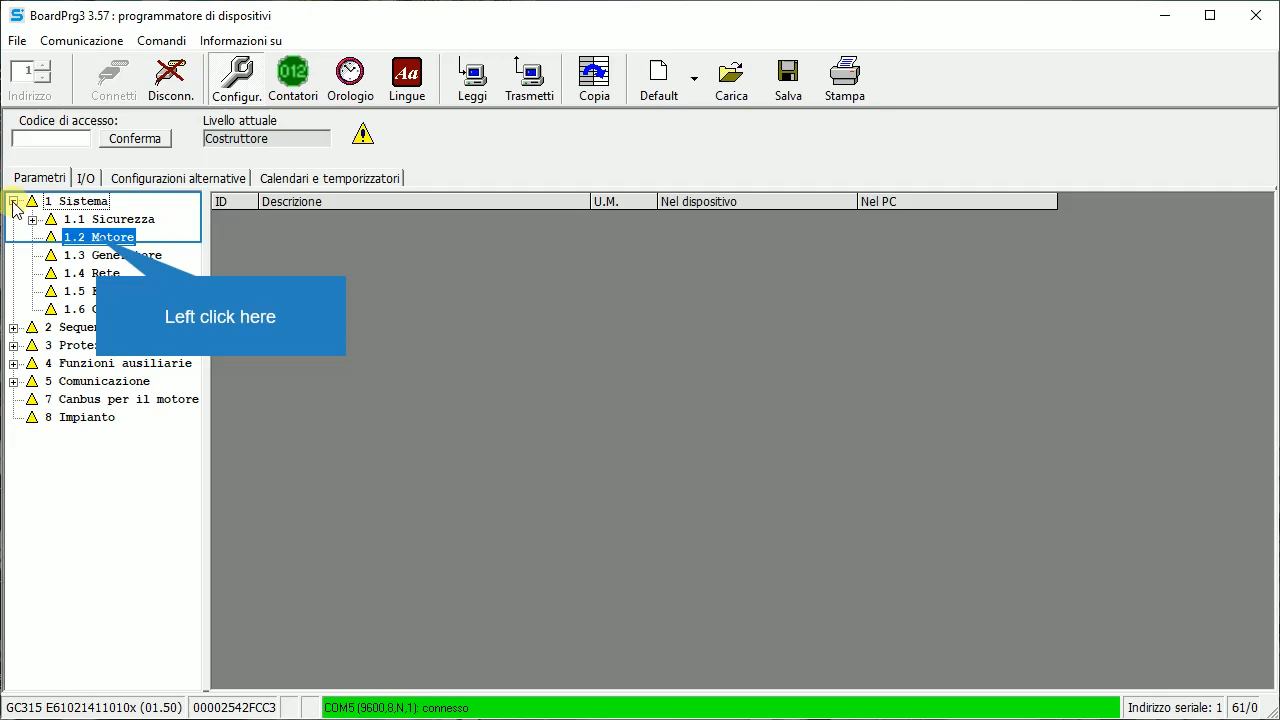 BoardPrg3 3.57 : programmatore di dispositivi
File Comunicazione Comandi Informazioni su
1 012 Aa
Indirizzo Connetti Disconn. Configur. Contatori Orologio Lingue Leggi Trasmetti Copia Default Carica Salva Stampa
Codice di accesso: Livello attuale
Conferma Costruttore
Parametri I/O Configurazioni alternative Calendari e temporizzatori
1 Sistema
ID Descrizione U.M. Nel dispositivo Nel PC
1.1 Sicurezza
1.2 Motore
1.3 Gene
1.4 Rete
1.5
1.6
Left click here
2 Seque
3 Prote
4 Funzioni ausiliarie
5 Comunicazione
7 Canbus per il motore
8 Impianto
GC315 E61021411010x (01.50) 00002542FCC3 COM5 (9600,8,N,1): connesso Indirizzo seriale: 1 61/0